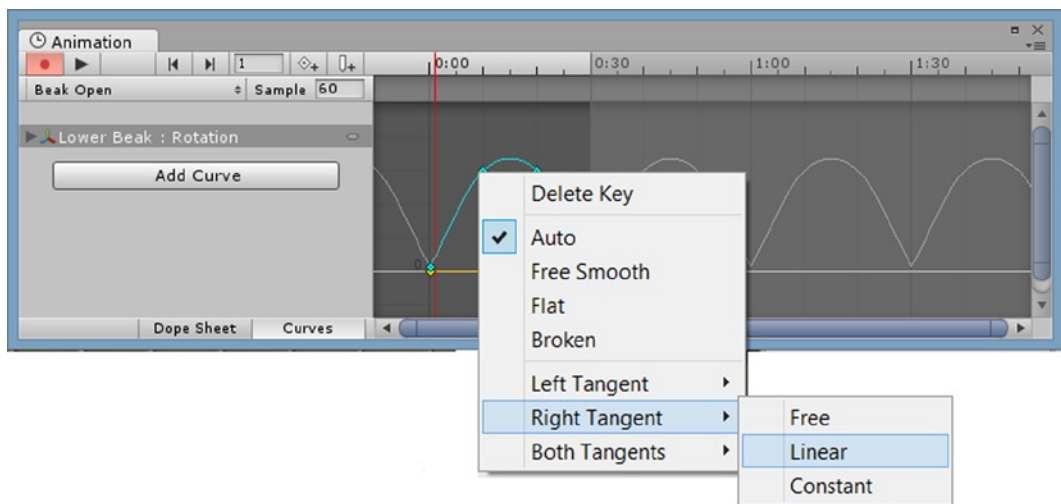 Animation
1 0:00 0:30 1:00 1:30
Beak Open Sample 60
Lower Beak : Rotation
Add Curve
0
Dope Sheet Curves
Delete Key
Auto
Free Smooth
Flat
Broken
Left Tangent
Right Tangent
Both Tangents
Free
Linear
Constant